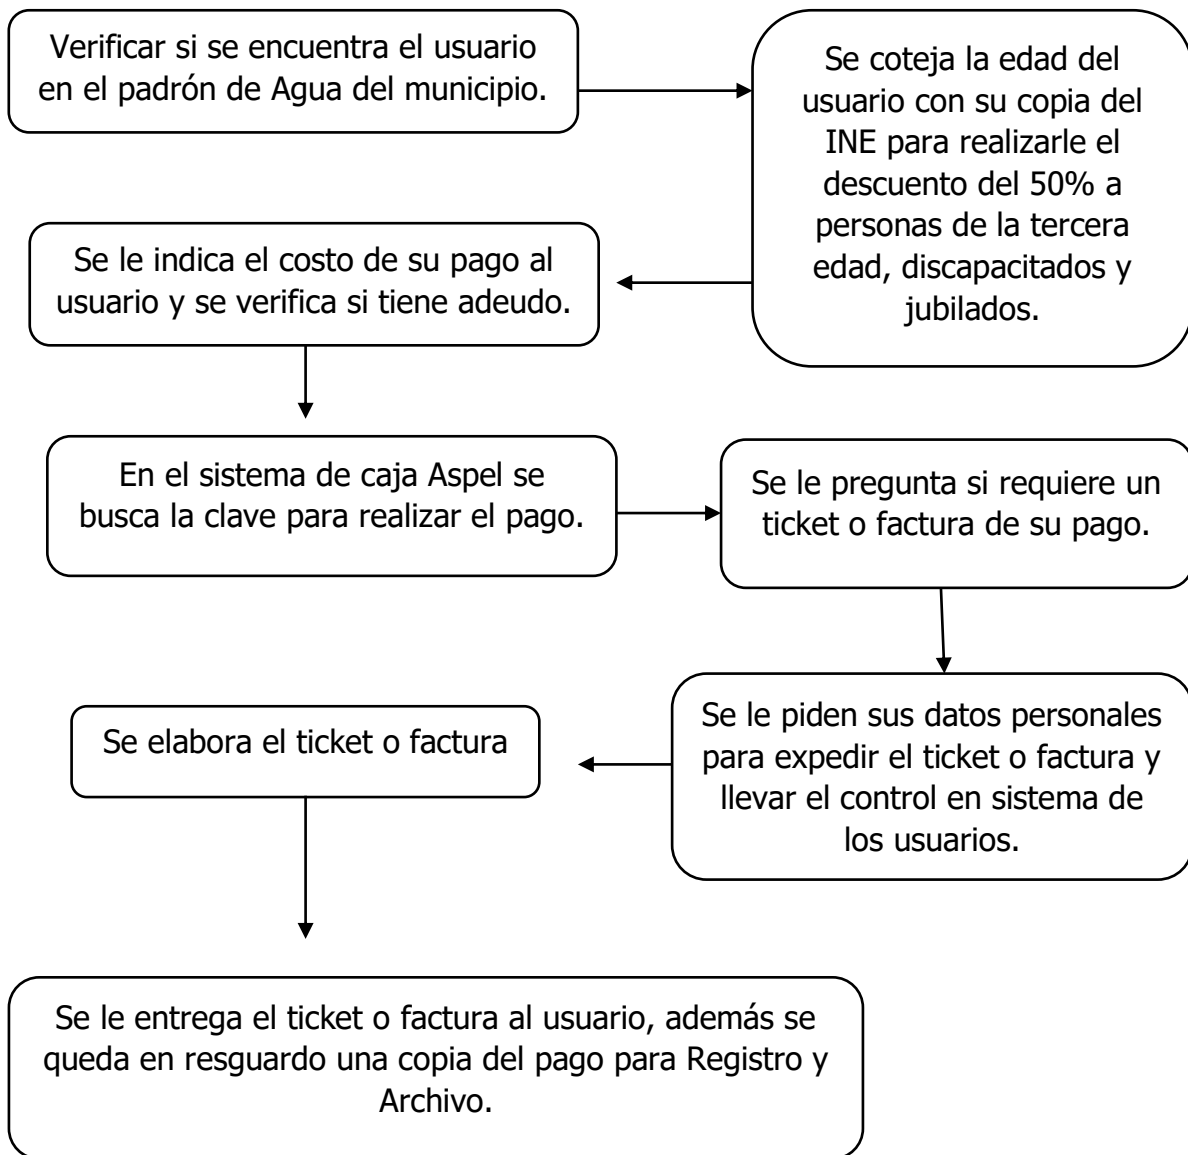 Verificar si se encuentra el usuario
en el padrón de Agua del municipio.
Se coteja la edad del
usuario con su copia del
INE para realizarle el
descuento del 50% a
personas de la tercera
edad, discapacitados y
jubilados.
Se le indica el costo de su pago al
usuario y se verifica si tiene adeudo.
En el sistema de caja Aspel se
busca la clave para realizar el pago.
Se le pregunta si requiere un
ticket o factura de su pago.
Se le piden sus datos personales
para expedir el ticket o factura y
llevar el control en sistema de
los usuarios.
Se elabora el ticket o factura
Se le entrega el ticket o factura al usuario, además se
queda en resguardo una copia del pago para Registro y
Archivo.